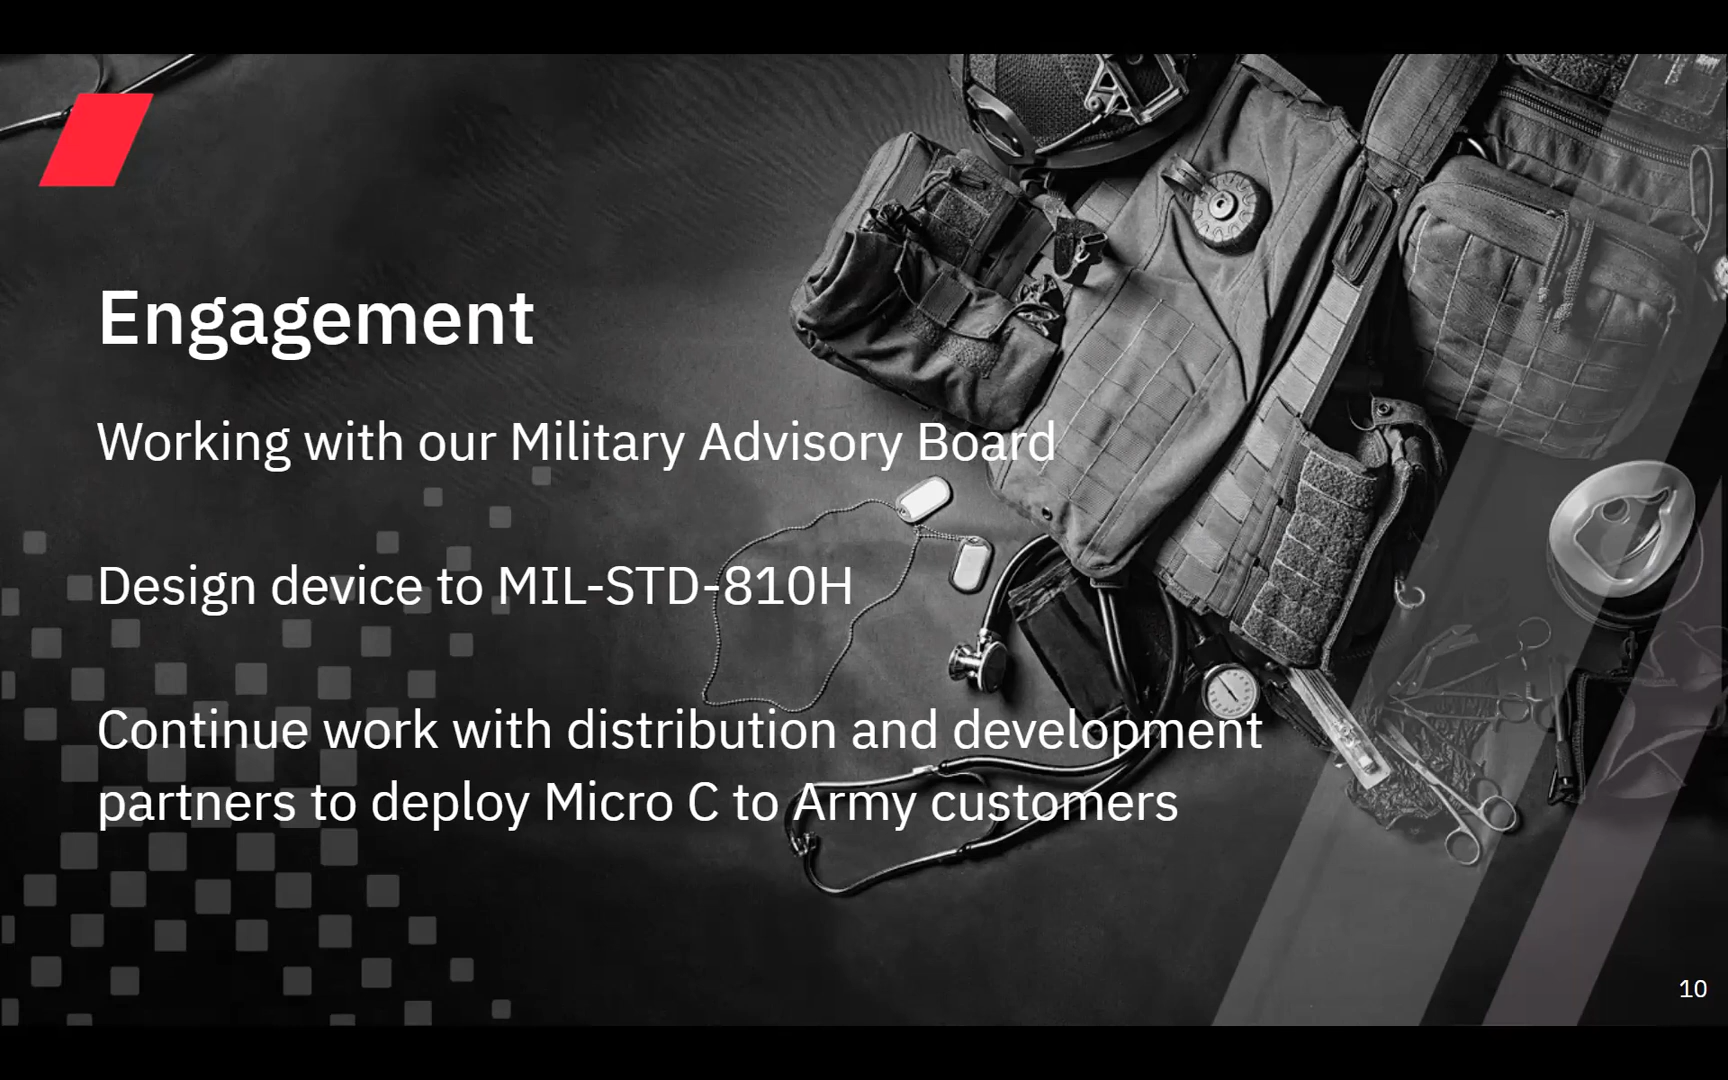 Engagement
Working with our Military Advisory Board
Design device to MIL-STD-810H
Continue work with distribution and development
partners to deploy Micro C to Army customers
10